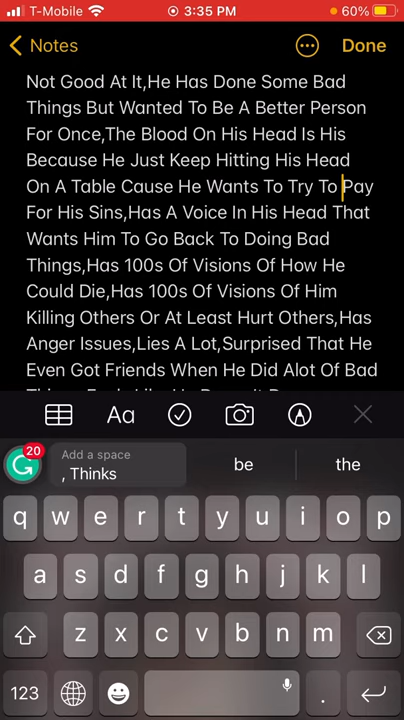 T-Mobile 3:35 PM 60%
Notes Done
Not Good At It,He Has Done Some Bad
Things But Wanted To Be A Better Person
For Once,The Blood On His Head Is His
Because He Just Keep Hitting His Head
On A Table Cause He Wants To Try To Pay
For His Sins,Has A Voice In His Head That
Wants Him To Go Back To Doing Bad
Things,Has 100s Of Visions Of How He
Could Die,Has 100s Of Visions Of Him
Killing Others Or At Least Hurt Others,Has
Anger Issues,Lies A Lot,Surprised That He
Even Got Friends When He Did Alot Of Bad
Aa
20
Add a space
, Thinks be the
q w e r t y u i o p
a s d f g h j k l
z x c v b n m
123 .